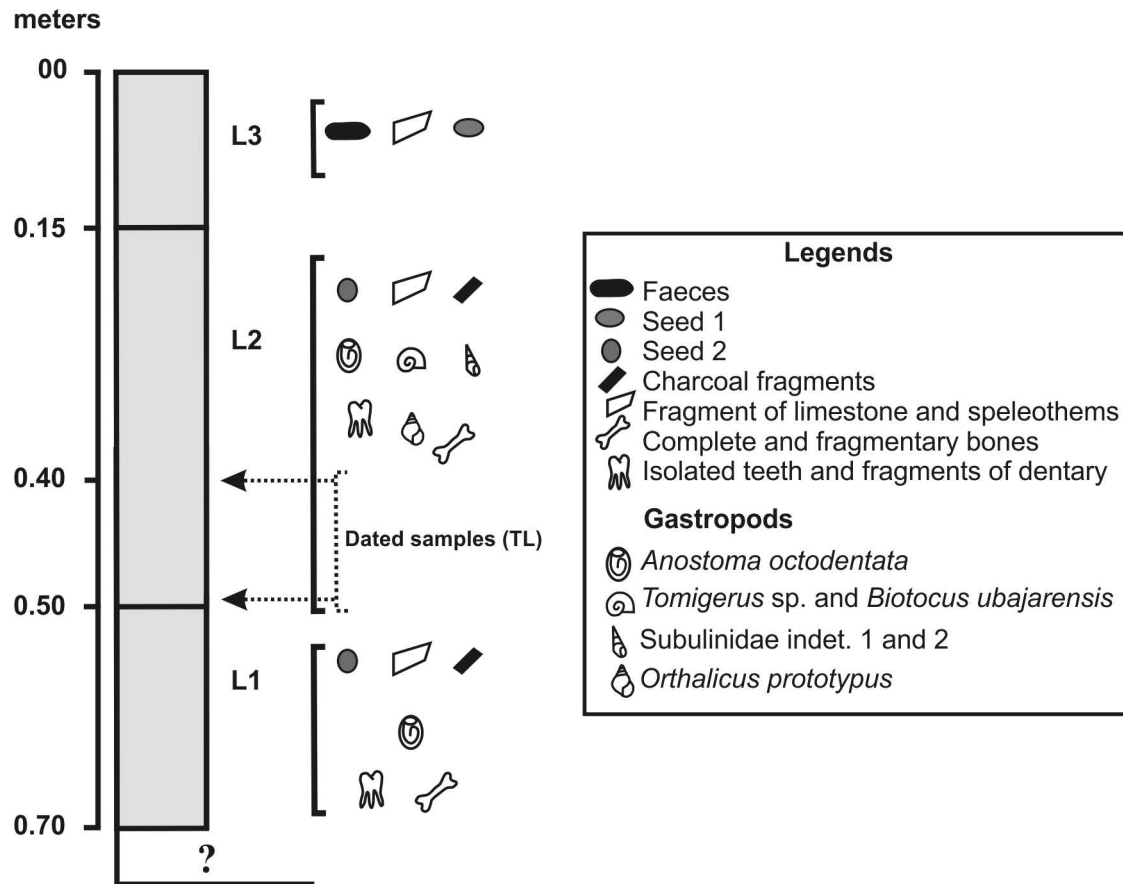 meters
00
L3
0.15
L2
0.40
Dated samples (TL)
0.50
L1
0.70
?
Legends
Faeces
Seed 1
Seed 2
Charcoal fragments
Fragment of limestone and speleothems
Complete and fragmentary bones
Isolated teeth and fragments of dentary
Gastropods
Anostoma octodentata
Tomigerus sp. and Biotocus ubajarensis
Subulinidae indet. 1 and 2
Orthalicus prototypus